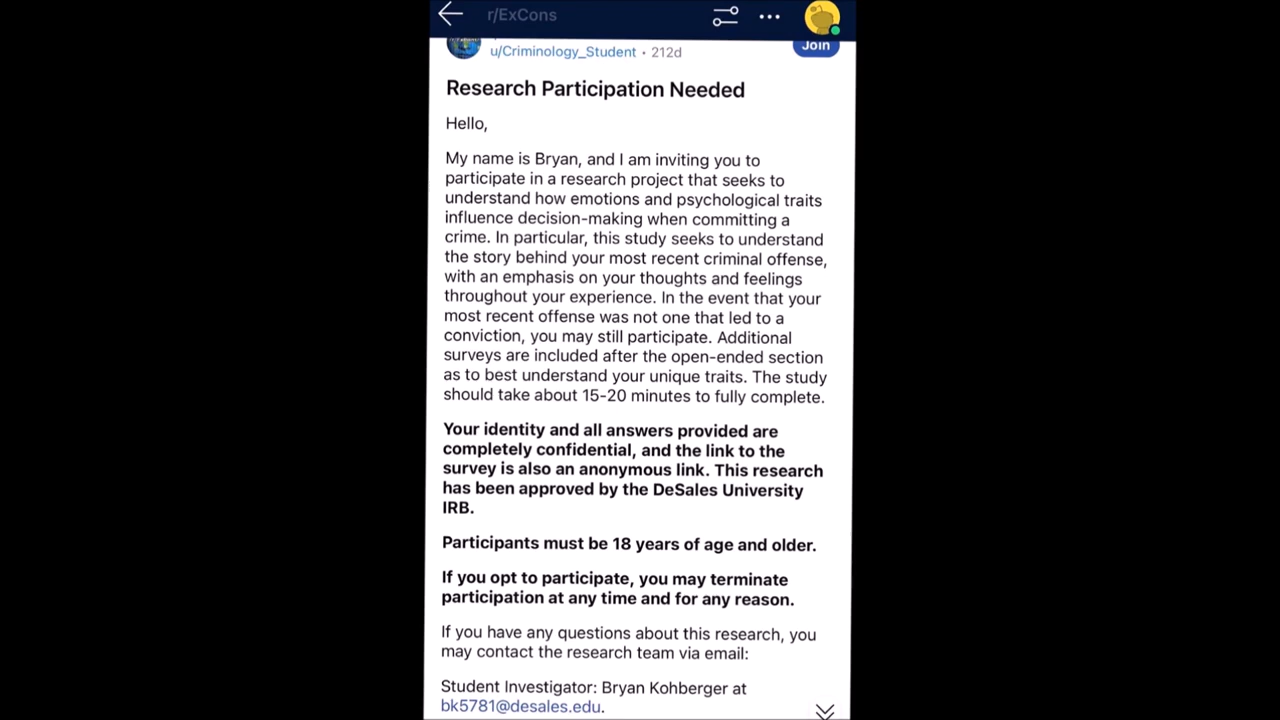 r/ExCons
u/Criminology_Student • 212d
Join
Research Participation Needed
Hello,
My name is Bryan, and I am inviting you to
participate in a research project that seeks to
understand how emotions and psychological traits
influence decision-making when committing a
crime. In particular, this study seeks to understand
the story behind your most recent criminal offense,
with an emphasis on your thoughts and feelings
throughout your experience. In the event that your
most recent offense was not one that led to a
conviction, you may still participate. Additional
surveys are included after the open-ended section
as to best understand your unique traits. The study
should take about 15-20 minutes to fully complete.
Your identity and all answers provided are
completely confidential, and the link to the
survey is also an anonymous link. This research
has been approved by the DeSales University
IRB.
Participants must be 18 years of age and older.
If you opt to participate, you may terminate
participation at any time and for any reason.
If you have any questions about this research, you
may contact the research team via email:
Student Investigator: Bryan Kohberger at
bk5781@desales.edu.